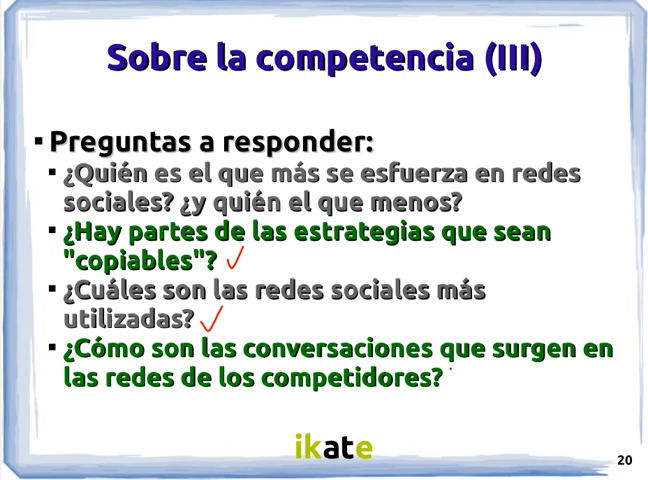 Sobre la competencia (III)
Preguntas a responder:
¿Quién es el que más se esfuerza en redes
sociales? ¿y quién el que menos?
¿Hay partes de las estrategias que sean
"copiables"?
¿Cuáles son las redes sociales más
utilizadas?
¿Cómo son las conversaciones que surgen en
las redes de los competidores?
ikate
20